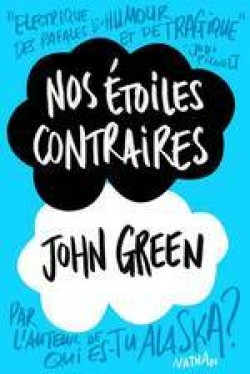 "ÉLECTRIQUE...
DES RAFALES D'HUMOUR
ET DE TRAGIQUE"
- JODI PICOULT
NOS ÉTOILES
CONTRAIRES
JOHN GREEN
PAR
L'AUTEUR DE
QUI ES-TU ALASKA?
NATHAN